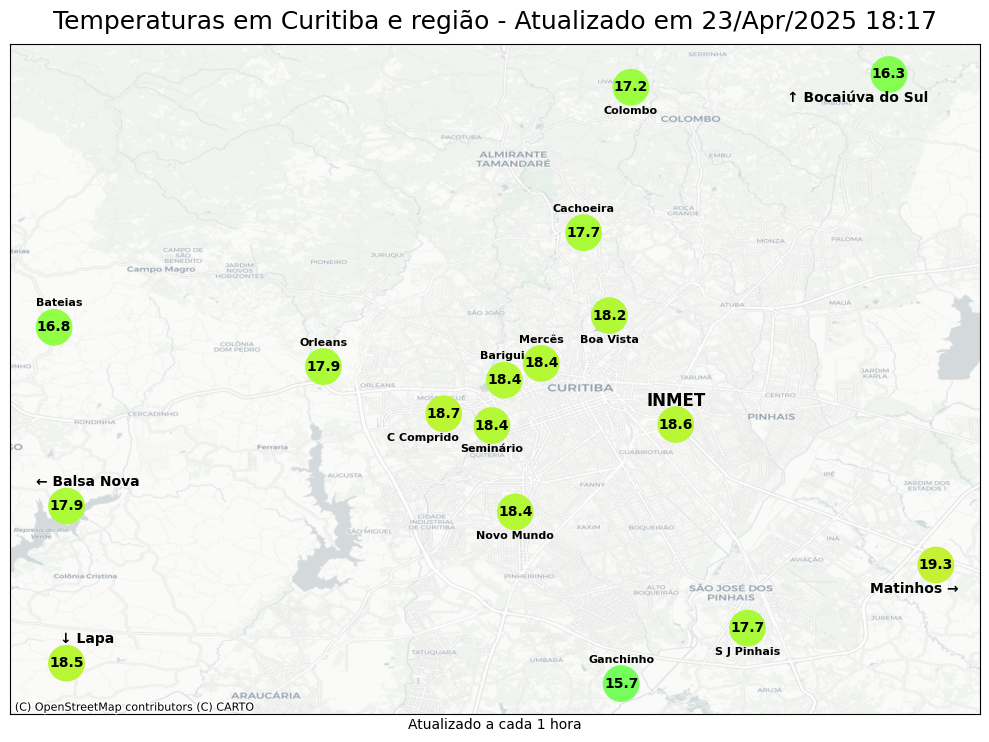 Temperaturas em Curitiba e região - Atualizado em 23/Apr/2025 18:17
SERRINHA
16.3
↑ Bocaiúva do Sul
17.2
Colombo
COLOMBO
PACOTUBA
ALMIRANTE
TAMANDARÉ
EMBU
Cachoeira
17.7
ROÇA
GRANDE
MONZA
PALOMA
CAMPO DE
SÃO
BENEDITO
Campo Magro
JARDIM
NOVOS
HORIZONTES
PIONEIRO
JURUQUI
Bateias
16.8
SÃO JOÃO
ATUBA
MAUÁ
18.2
Boa Vista
COLÔNIA
DOM PEDRO
Orleans
17.9
ORLEANS
Mercês
18.4
Barigui
18.4
CURITIBA
TARUMÃ
JARDIM
KARLA
CENTRO
PINHAIS
INMET
18.6
18.7
C Comprido
18.4
Seminário
CERCADINHO
RONDINHA
Ferraria
GUABIROTUBA
← Balsa Nova
17.9
AUGUSTA
FANNY
IPÊ
JARDIM DOS
ESTADOS I
18.4
Novo Mundo
CIDADE
INDUSTRIAL
DE CURITIBA
SÃO MIGUEL
XAXIM
BOQUEIRÃO
Represa do Rio
Verde
AVIAÇÃO
19.3
Matinhos →
Colônia Cristina
PINHEIRINHO
ALTO
BOQUEIRÃO
SÃO JOSÉ DOS
PINHAIS
JUREMA
17.7
S J Pinhais
↓ Lapa
18.5
TATUQUARA
UMBARÁ
Ganchinho
15.7
ARUJÁ
ARAUCÁRIA
(C) OpenStreetMap contributors (C) CARTO
Atualizado a cada 1 hora